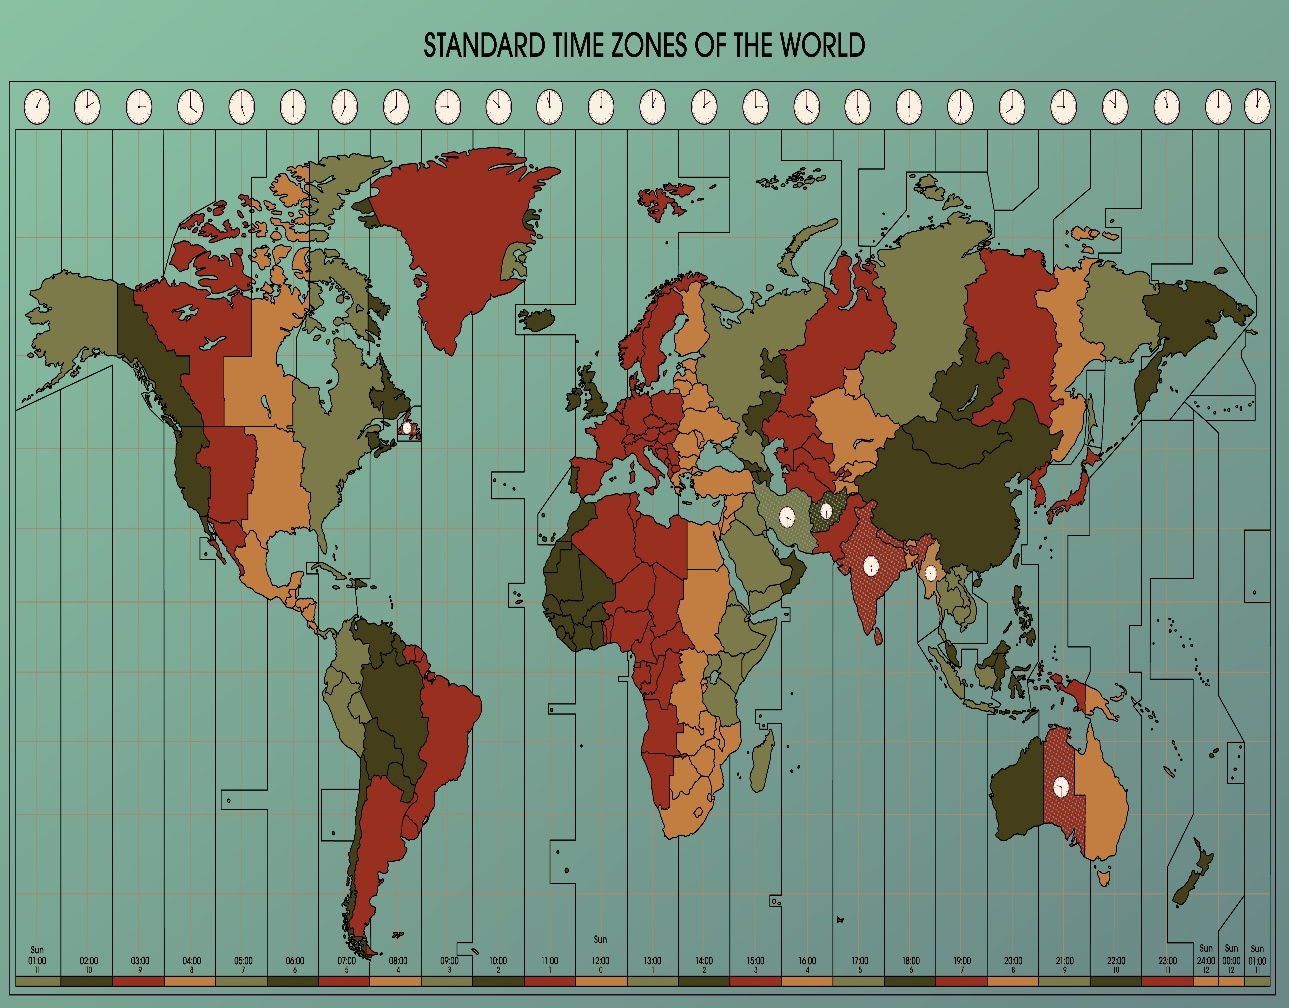 STANDARD TIME ZONES OF THE WORLD
Sun Sun Sun Sun Sun
01:00 02:00 03:00 04:00 05:00 06:00 07:00 08:00 09:00 10:00 11:00 12:00 13:00 14:00 15:00 16:00 17:00 18:00 19:00 20:00 21:00 22:00 23:00 24:00 00:00 01:00
11 10 9 8 7 6 5 4 3 2 1 0 1 2 3 4 5 6 7 8 9 10 11 12 12 11